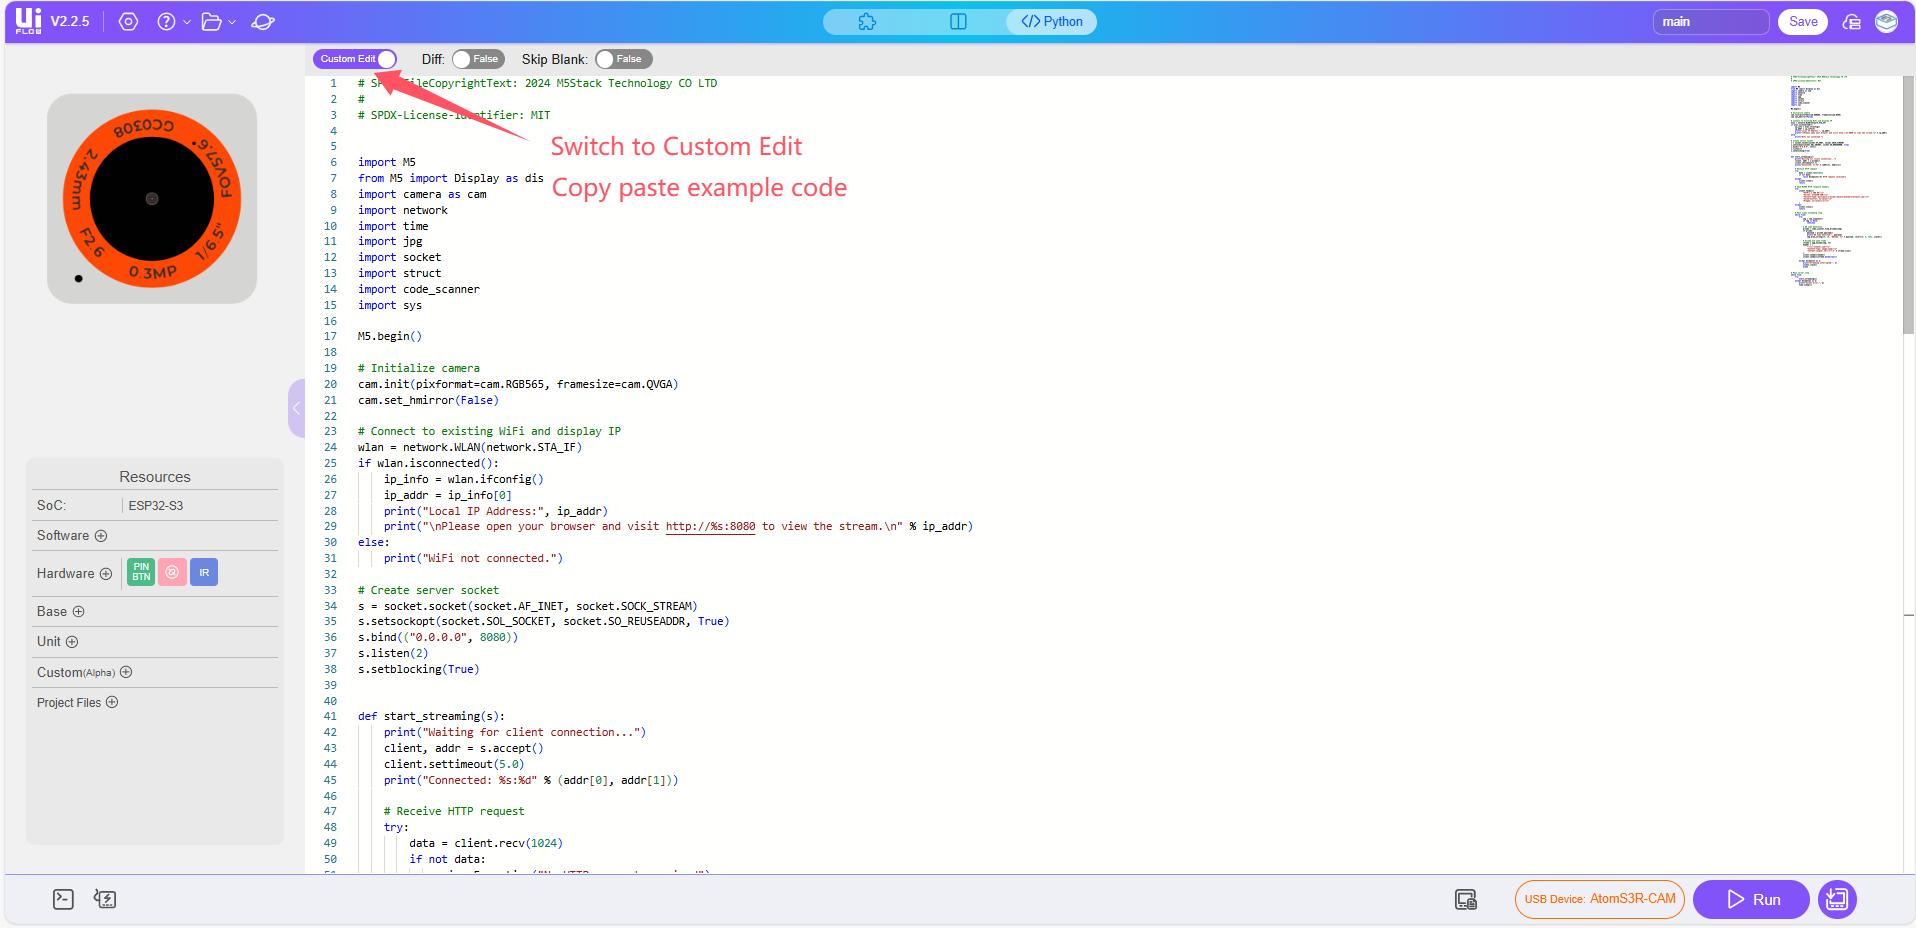 UiFLOW V2.2.5
</> Python
main
Save
Custom Edit
Diff: False
Skip Blank: False
GC0308
FOV57.6°
2.43mm
F2.6
0.3MP
1/6.5"
1 # SPDX-FileCopyrightText: 2024 M5Stack Technology CO LTD
2 #
3 # SPDX-License-Identifier: MIT
4
5
6 import M5
7 from M5 import Display as dis
8 import camera as cam
9 import network
10 import time
11 import jpg
12 import socket
13 import struct
14 import code_scanner
15 import sys
16
17 M5.begin()
18
19 # Initialize camera
20 cam.init(pixformat=cam.RGB565, framesize=cam.QVGA)
21 cam.set_hmirror(False)
22
23 # Connect to existing WiFi and display IP
24 wlan = network.WLAN(network.STA_IF)
25 if wlan.isconnected():
26 ip_info = wlan.ifconfig()
27 ip_addr = ip_info[0]
28 print("Local IP Address:", ip_addr)
29 print("\nPlease open your browser and visit http://%s:8080 to view the stream.\n" % ip_addr)
30 else:
31 print("WiFi not connected.")
32
33 # Create server socket
34 s = socket.socket(socket.AF_INET, socket.SOCK_STREAM)
35 s.setsockopt(socket.SOL_SOCKET, socket.SO_REUSEADDR, True)
36 s.bind(("0.0.0.0", 8080))
37 s.listen(2)
38 s.setblocking(True)
39
40
41 def start_streaming(s):
42 print("Waiting for client connection...")
43 client, addr = s.accept()
44 client.settimeout(5.0)
45 print("Connected: %s:%d" % (addr[0], addr[1]))
46
47 # Receive HTTP request
48 try:
49 data = client.recv(1024)
50 if not data:
Switch to Custom Edit
Copy paste example code
Resources
SoC: ESP32-S3
Software
Hardware PIN BTN IR
Base
Unit
Custom(Alpha)
Project Files
USB Device: AtomS3R-CAM
Run